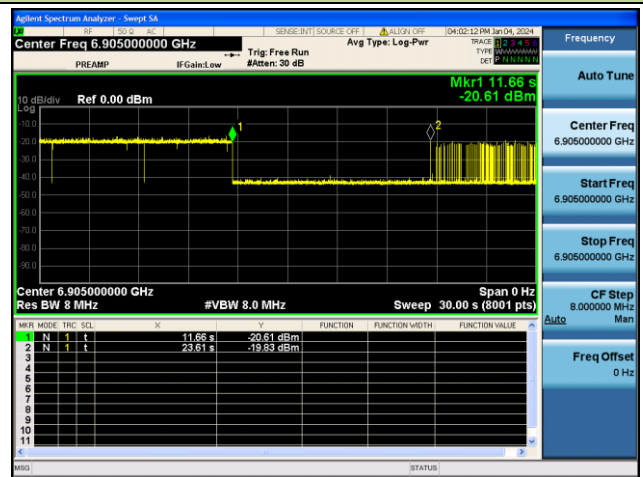 Agilent Spectrum Analyzer - Swept SA
RF 50 Ω AC SENSE:INT SOURCE OFF ALIGN OFF 04:02:12 PM Jan 04, 2024
Center Freq 6.905000000 GHz Avg Type: Log-Pwr TRACE 1 2 3 4 5 6
Trig: Free Run TYPE
PREAMP IFGain:Low #Atten: 30 dB DET P N N N N N
Mkr1 11.66 s
10 dB/div Ref 0.00 dBm -20.61 dBm
Log
-10.0
1
2
-20.0
-30.0
-40.0
-50.0
-60.0
-70.0
-80.0
-90.0
Center 6.905000000 GHz Span 0 Hz
Res BW 8 MHz #VBW 8.0 MHz Sweep 30.00 s (8001 pts)
MKR MODE TRC SCL X Y FUNCTION FUNCTION WIDTH FUNCTION VALUE
1 N 1 t 11.66 s -20.61 dBm
2 N 1 t 23.61 s -19.83 dBm
3
4
5
6
7
8
9
10
11
MSG STATUS
Frequency
Auto Tune
Center Freq
6.905000000 GHz
Start Freq
6.905000000 GHz
Stop Freq
6.905000000 GHz
CF Step
8.000000 MHz
Auto Man
Freq Offset
0 Hz